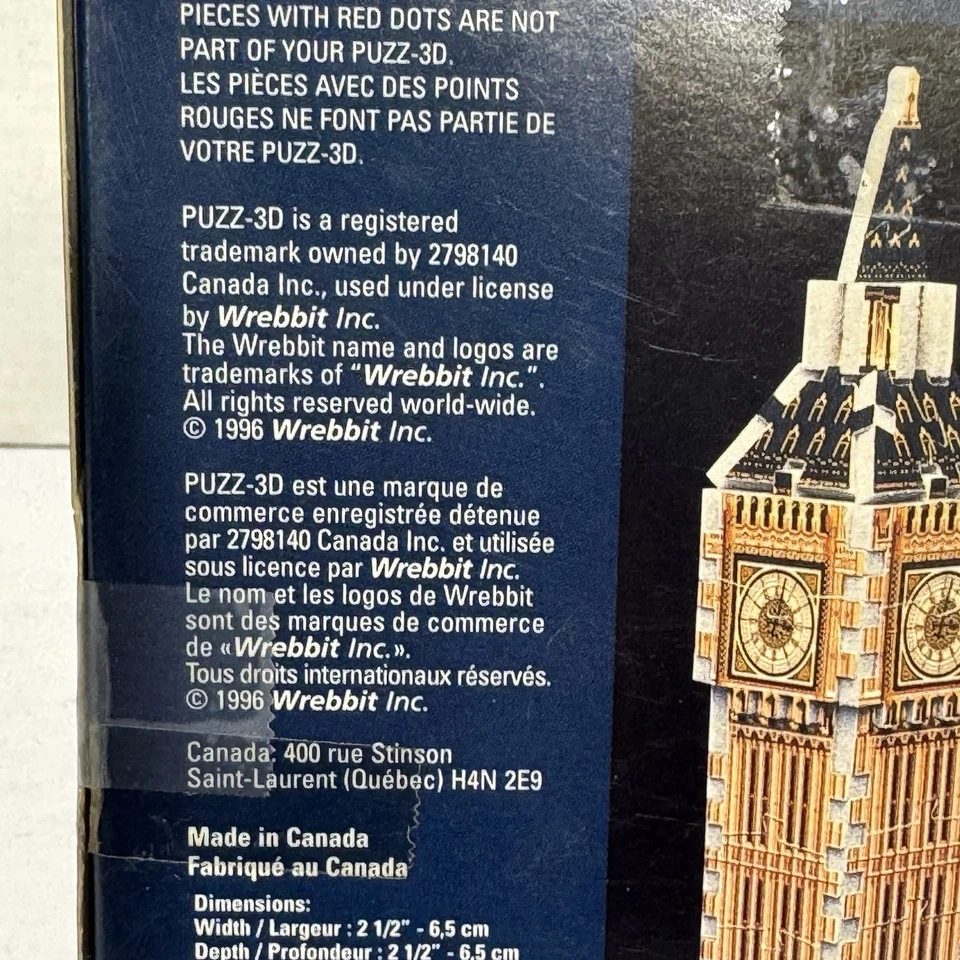 PIECES WITH RED DOTS ARE NOT
PART OF YOUR PUZZ-3D.
LES PIÈCES AVEC DES POINTS
ROUGES NE FONT PAS PARTIE DE
VOTRE PUZZ-3D.
PUZZ-3D is a registered
trademark owned by 2798140
Canada Inc., used under license
by Wrebbit Inc.
The Wrebbit name and logos are
trademarks of “Wrebbit Inc.”.
All rights reserved world-wide.
© 1996 Wrebbit Inc.
PUZZ-3D est une marque de
commerce enregistrée détenue
par 2798140 Canada Inc. et utilisée
sous licence par Wrebbit Inc.
Le nom et les logos de Wrebbit
sont des marques de commerce
de «Wrebbit Inc.».
Tous droits internationaux réservés.
© 1996 Wrebbit Inc.
Canada: 400 rue Stinson
Saint-Laurent (Québec) H4N 2E9
Made in Canada
Fabriqué au Canada
Dimensions:
Width / Largeur : 2 1/2" - 6,5 cm
Depth / Profondeur : 2 1/2" - 6,5 cm